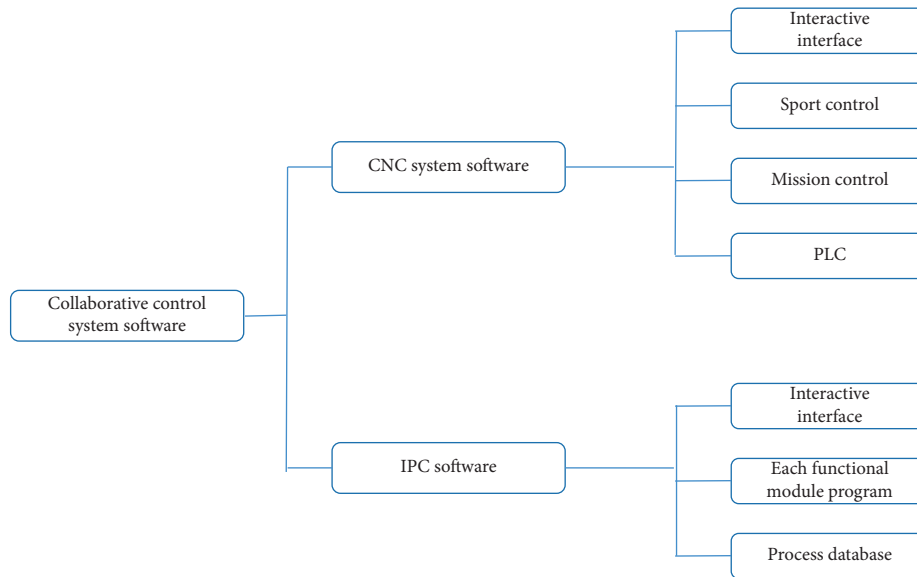 Interactive
interface
Sport control
CNC system software
Mission control
PLC
Collaborative control
system software
Interactive
interface
IPC software
Each functional
module program
Process database